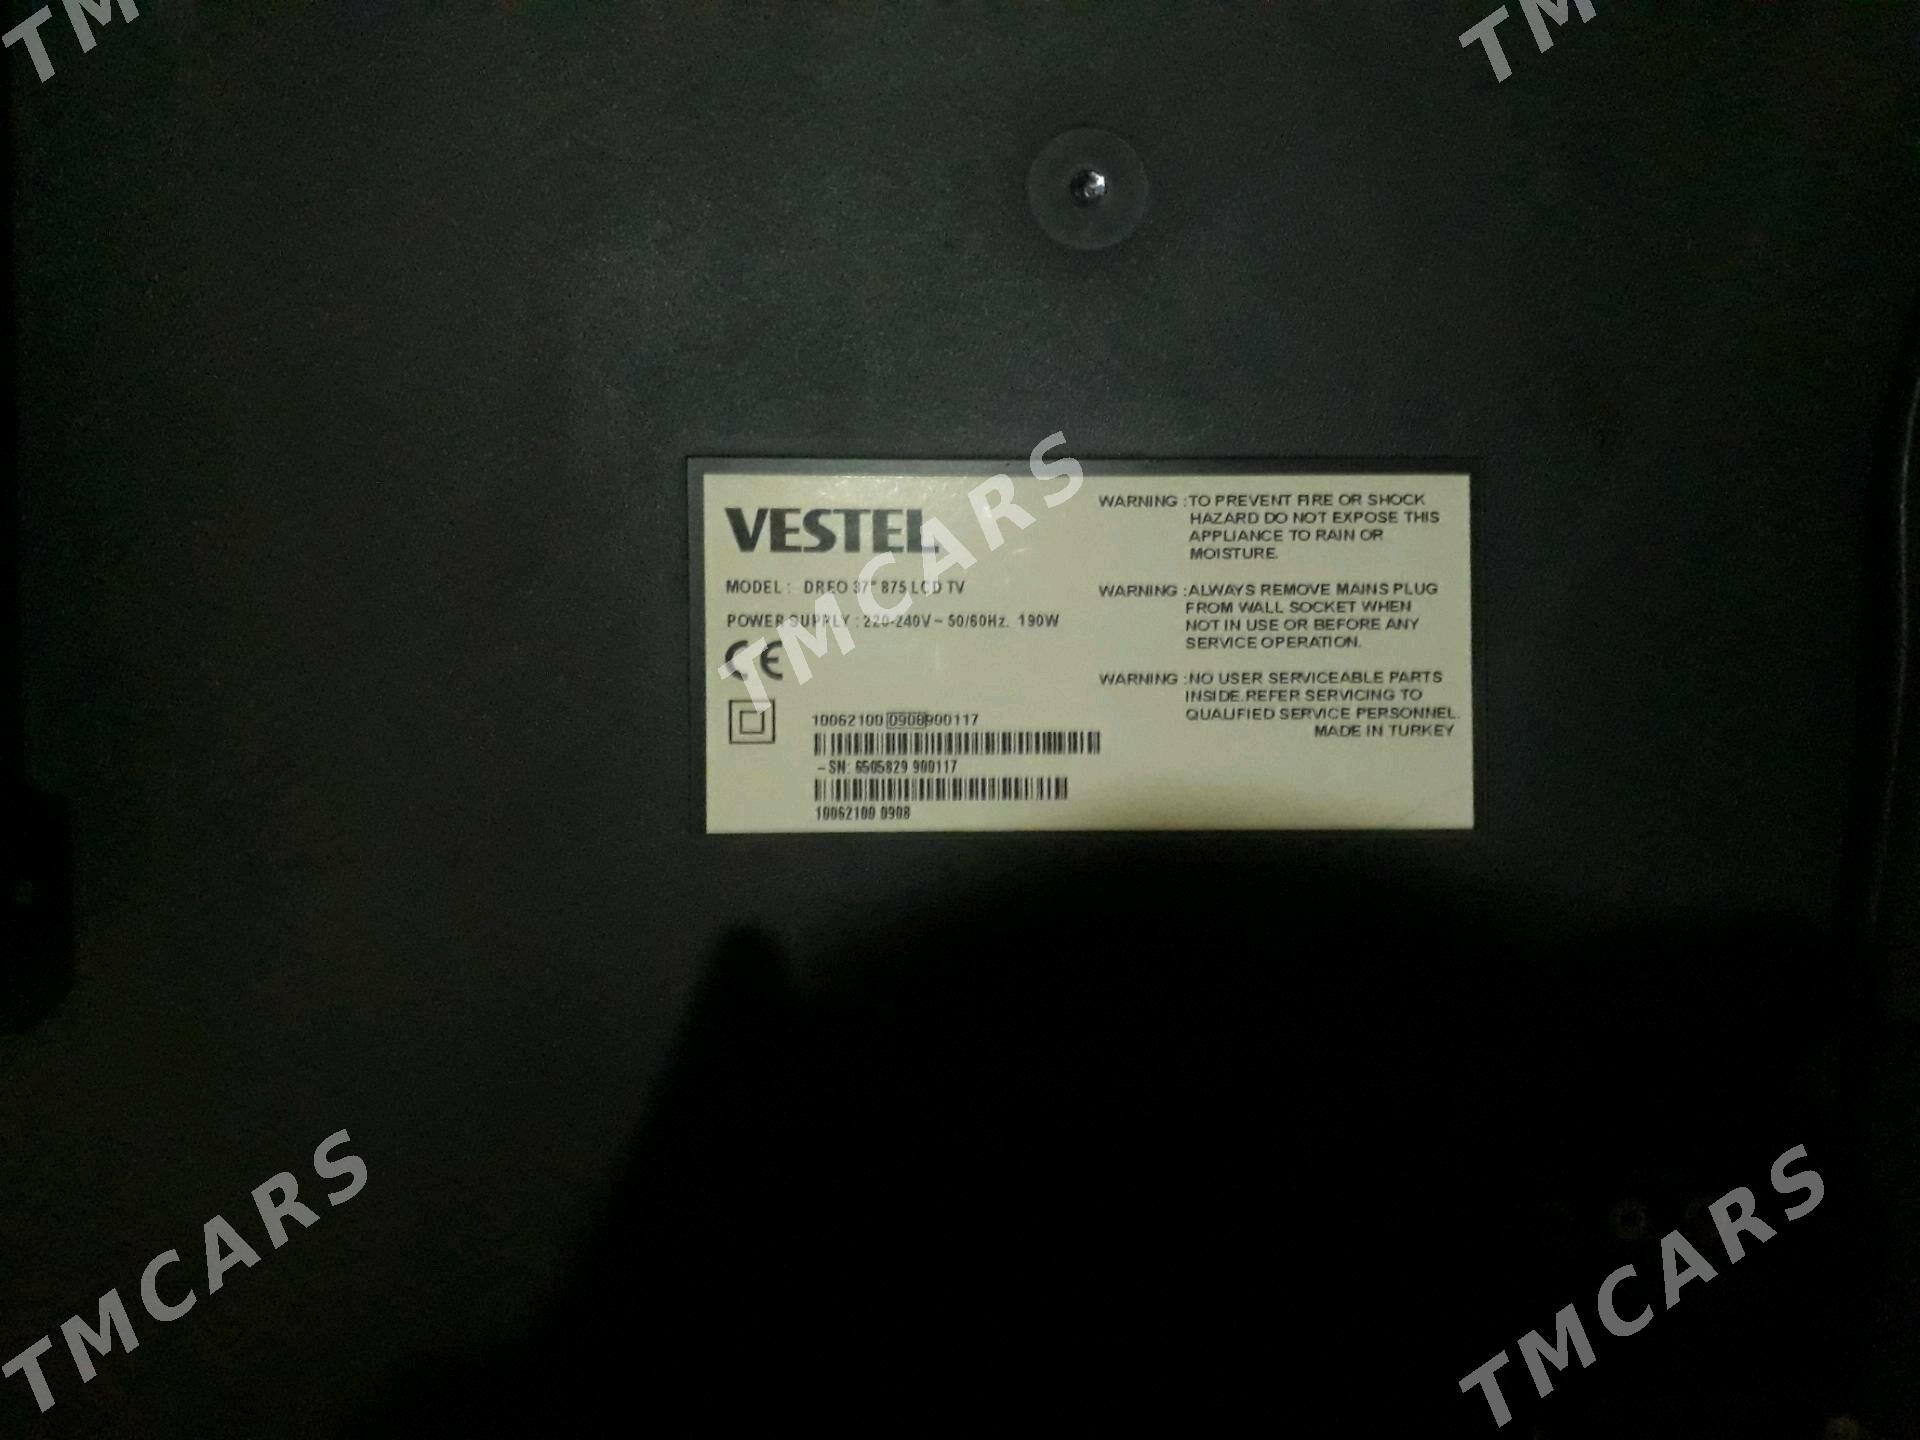 VESTEL
MODEL : DREO 37" 875 LCD TV
POWER SUPPLY : 220-240V ~ 50/60Hz. 190W
CE
10062100 0908 900117
-SN: 6505829 900117
10062100 0908
WARNING :TO PREVENT FIRE OR SHOCK
HAZARD DO NOT EXPOSE THIS
APPLIANCE TO RAIN OR
MOISTURE.
WARNING :ALWAYS REMOVE MAINS PLUG
FROM WALL SOCKET WHEN
NOT IN USE OR BEFORE ANY
SERVICE OPERATION.
WARNING :NO USER SERVICEABLE PARTS
INSIDE.REFER SERVICING TO
QUALIFIED SERVICE PERSONNEL.
MADE IN TURKEY
TMCARS
TMCARS
TMCARS
TM
TM